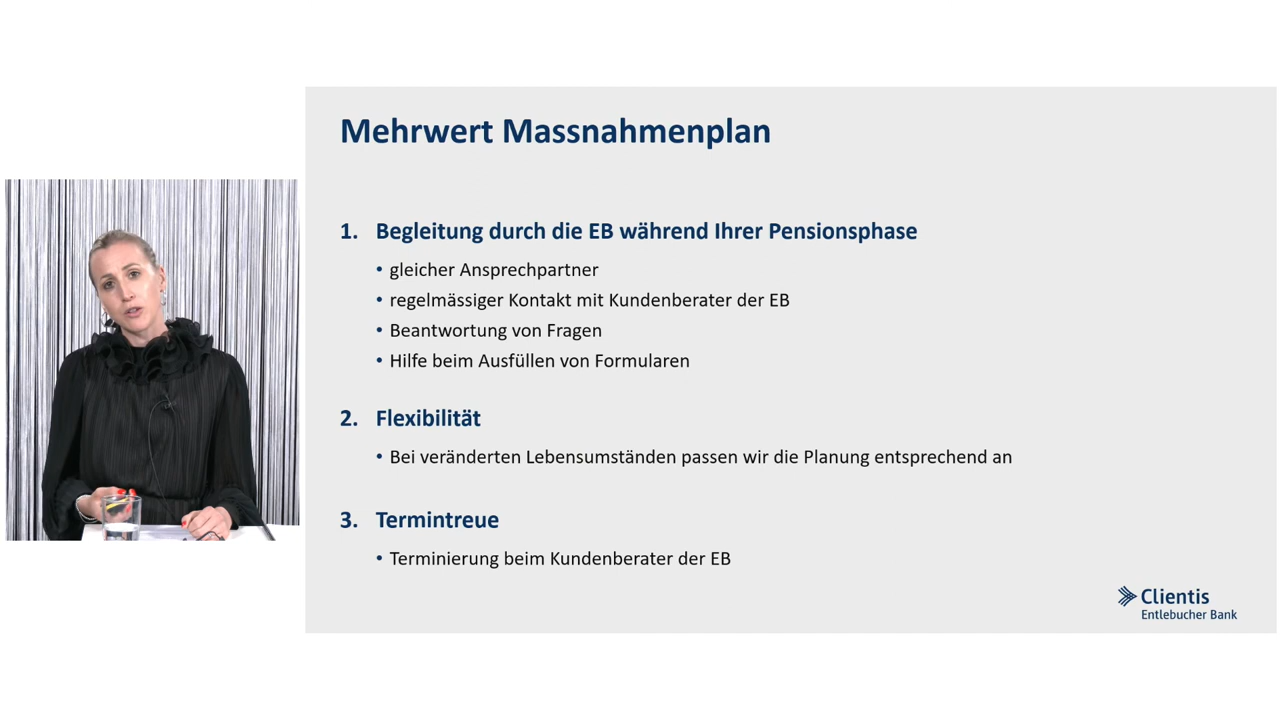 Mehrwert Massnahmenplan
1. Begleitung durch die EB während Ihrer Pensionsphase
• gleicher Ansprechpartner
• regelmässiger Kontakt mit Kundenberater der EB
• Beantwortung von Fragen
• Hilfe beim Ausfüllen von Formularen
2. Flexibilität
• Bei veränderten Lebensumständen passen wir die Planung entsprechend an
3. Termintreue
• Terminierung beim Kundenberater der EB
Clientis
Entlebucher Bank